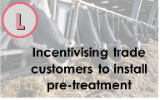 L
Incentivising trade
customers to install
pre-treatment